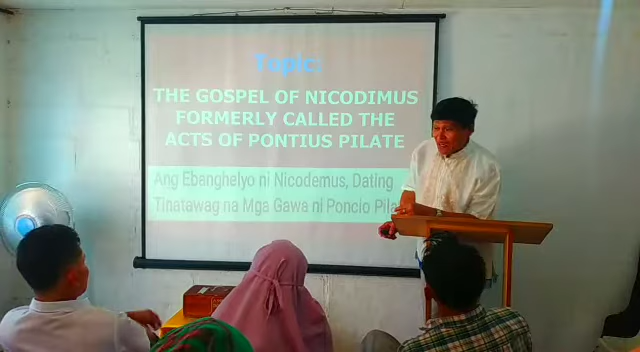 Topic:
THE GOSPEL OF NICODIMUS
FORMERLY CALLED THE
ACTS OF PONTIUS PILATE
Ang Ebanghelyo ni Nicodemus, Dating
Tinatawag na Mga Gawa ni Poncio